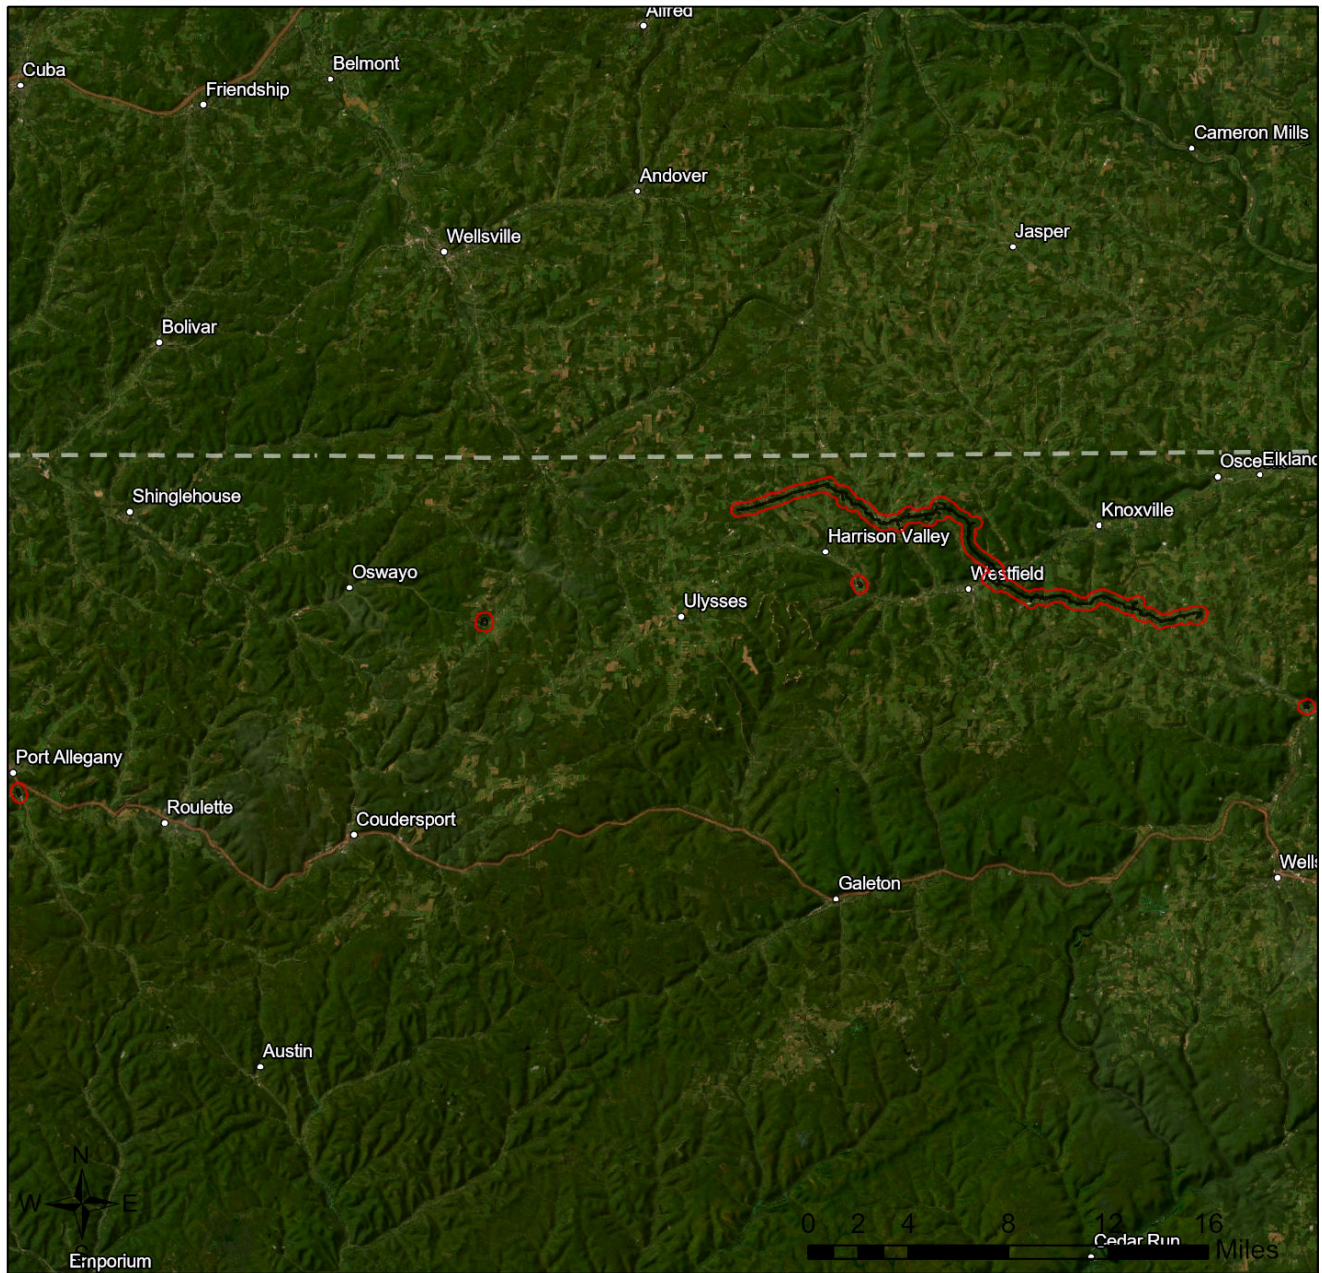 Alfred
Cuba
Belmont
Friendship
Cameron Mills
Andover
Jasper
Wellsville
Bolivar
Elkland
Shinglehouse
Knoxville
Harrison Valley
Oswayo
Westfield
Ulysses
Port Allegany
Roulette
Coudersport
Wells
Galeton
Austin
N
W E
0 2 4 8 12 16
Miles
Cedar Run
Emporium